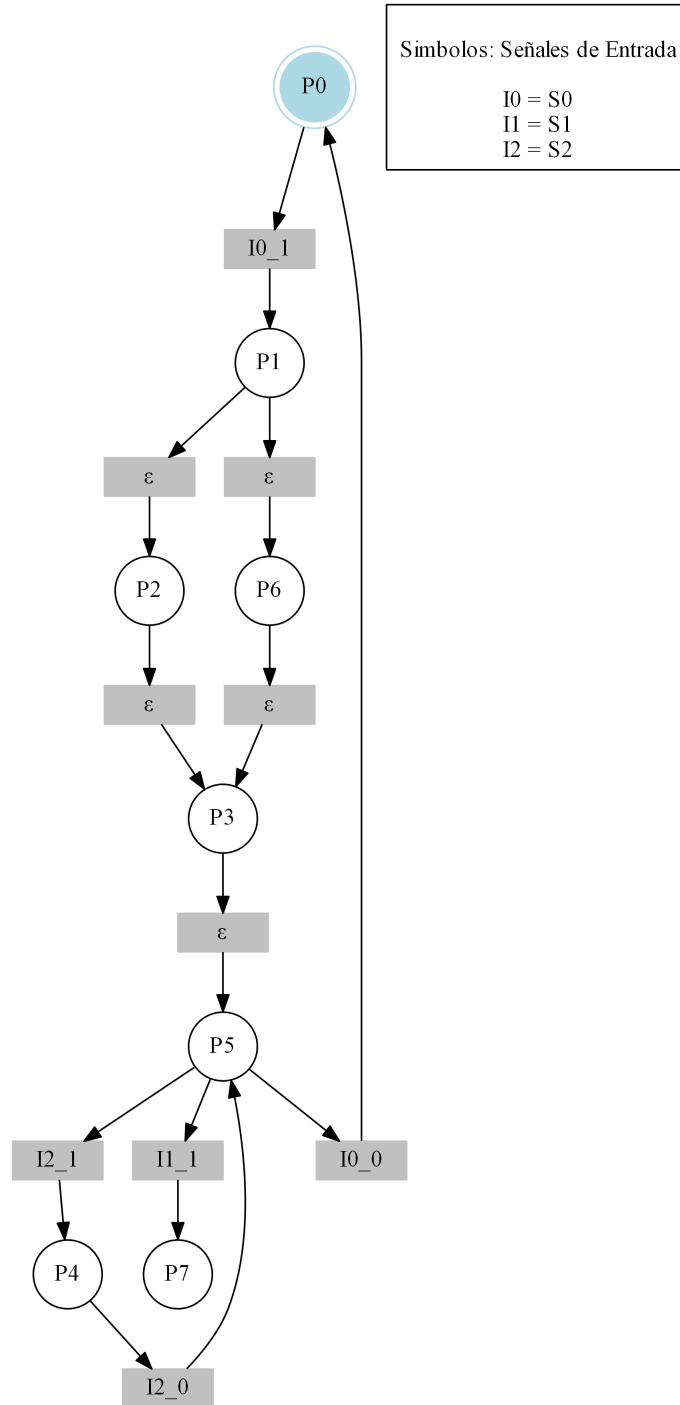 Simbolos: Señales de Entrada
I0 = S0
I1 = S1
I2 = S2
P0
I0_1
P1
ε
ε
P2
P6
ε
ε
P3
ε
P5
I2_1
I1_1
I0_0
P4
P7
I2_0